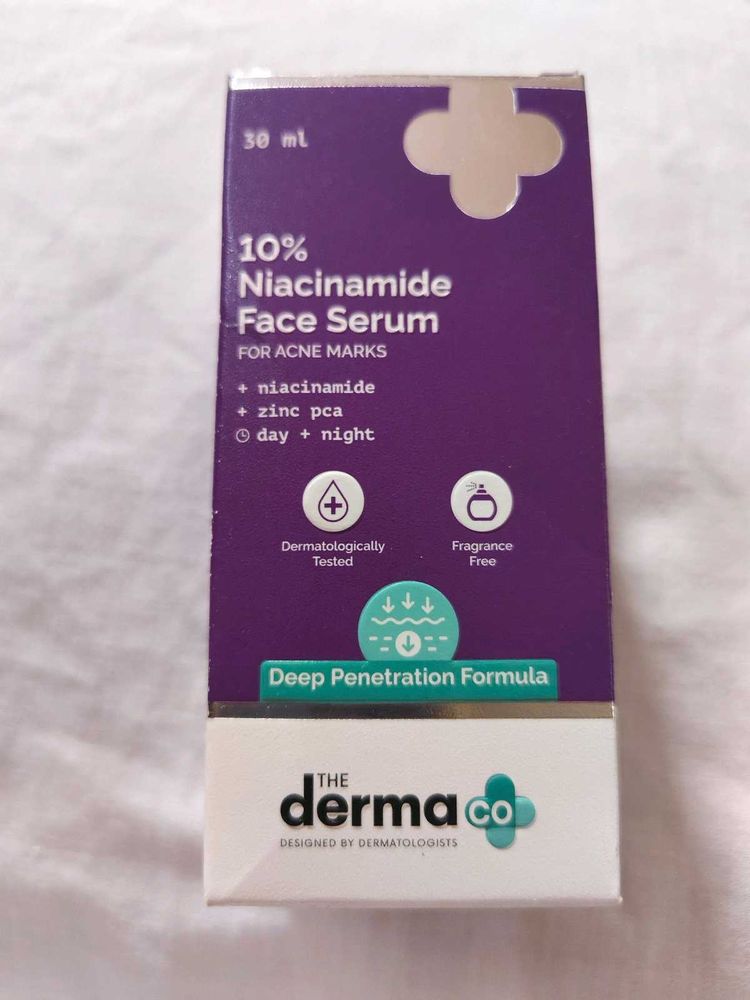 30 ml
10%
Niacinamide
Face Serum
FOR ACNE MARKS
+ niacinamide
+ zinc pca
day + night
Dermatologically
Tested
Fragrance
Free
Deep Penetration Formula
THE
derma co
DESIGNED BY DERMATOLOGISTS